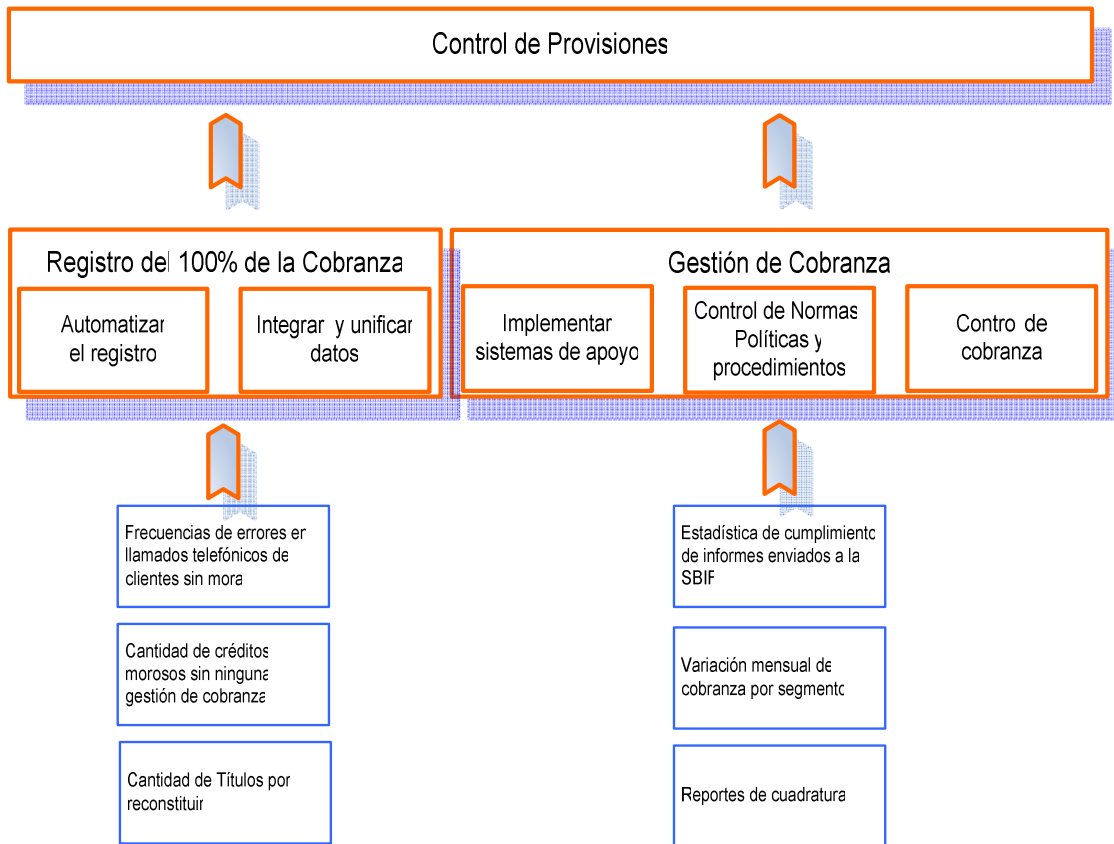 Control de Provisiones
Registro del 100% de la Cobranza
Automatizar
el registro
Integrar y unificar
datos
Gestión de Cobranza
Implementar
sistemas de apoyo
Control de Normas
Políticas y
procedimientos
Contro de
cobranza
Frecuencias de errores en
llamados telefónicos de
clientes sin mora
Cantidad de créditos
morosos sin ninguna
gestión de cobranza
Cantidad de Títulos por
reconstituir
Estadística de cumplimiento
de informes enviados a la
SBIF
Variación mensual de
cobranza por segmento
Reportes de cuadratura